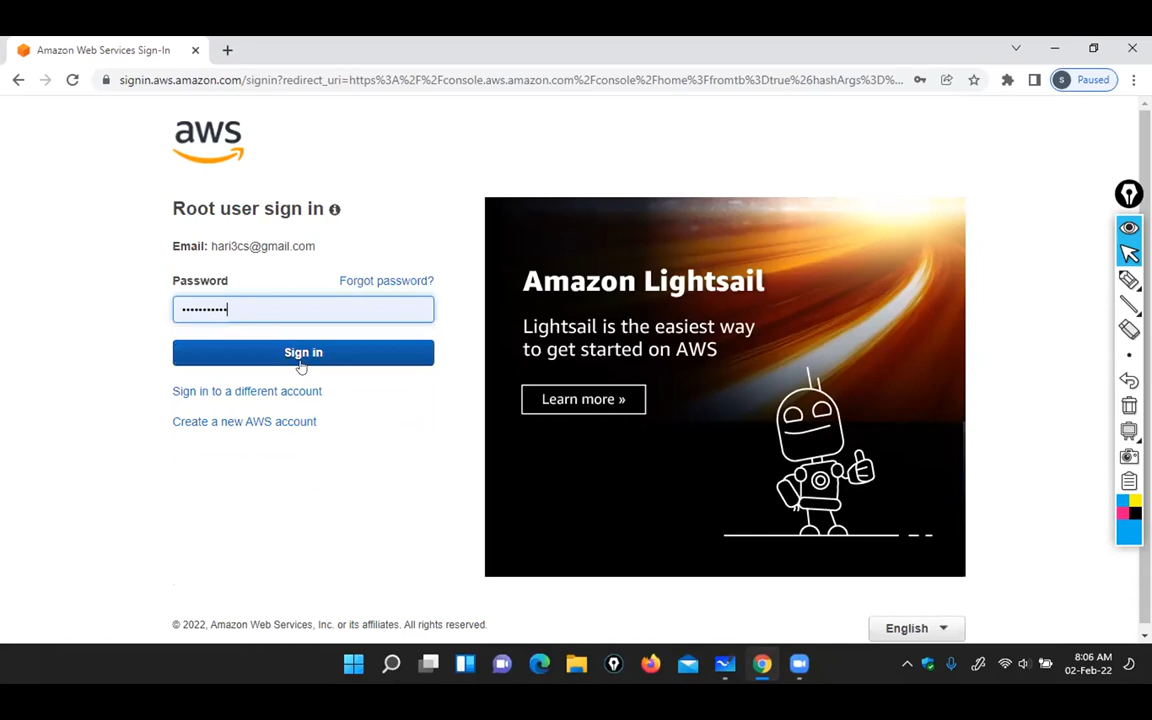 Amazon Web Services Sign-In
signin.aws.amazon.com/signin?redirect_uri=https%3A%2F%2Fconsole.aws.amazon.com%2Fconsole%2Fhome%3Ffromtb%3Dtrue%26hashArgs%3D%...
S Paused
aws
Root user sign in
Email: hari3cs@gmail.com
Password Forgot password?
Sign in
Sign in to a different account
Create a new AWS account
Amazon Lightsail
Lightsail is the easiest way
to get started on AWS
Learn more »
© 2022, Amazon Web Services, Inc. or its affiliates. All rights reserved.
English
8:06 AM
02-Feb-22